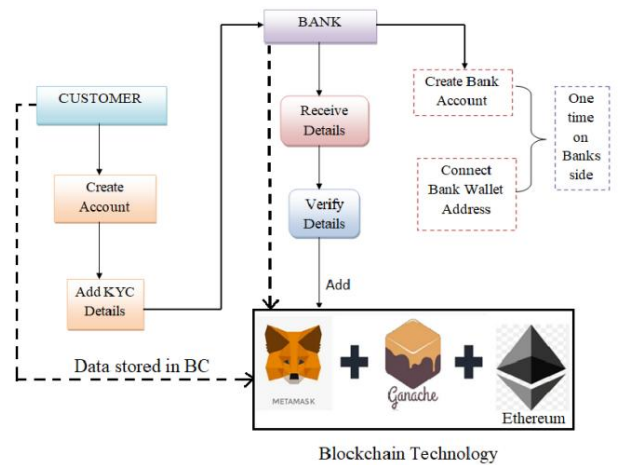 BANK
CUSTOMER
Create Bank
Account
One
time
on
Banks
side
Receive
Details
Create
Account
Connect
Bank Wallet
Address
Verify
Details
Add KYC
Details
Add
Data stored in BC
METAMASK
Ganache
Ethereum
Blockchain Technology